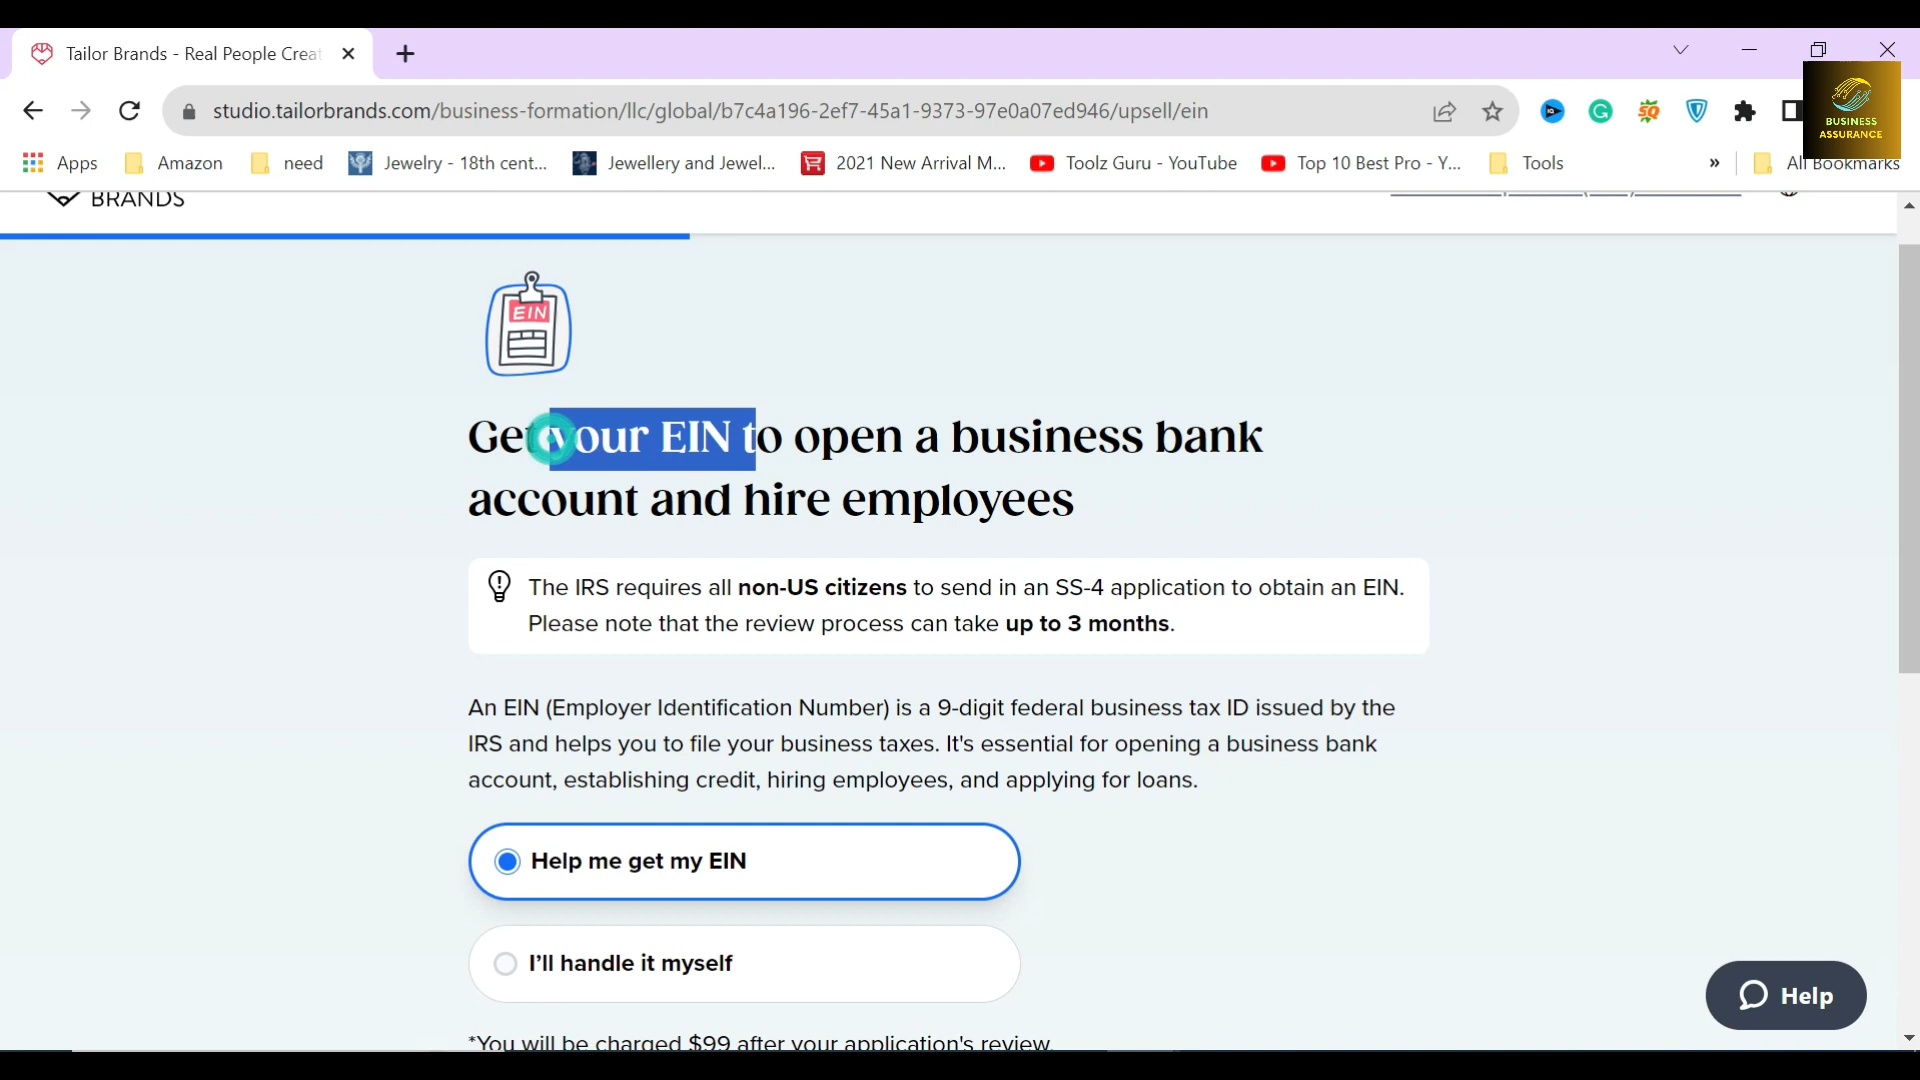 Tailor Brands - Real People Creat
studio.tailorbrands.com/business-formation/llc/global/b7c4a196-2ef7-45a1-9373-97e0a07ed946/upsell/ein
BUSINESS
ASSURANCE
Apps
Amazon
need
Jewelry - 18th cent...
Jewellery and Jewel...
2021 New Arrival M...
Toolz Guru - YouTube
Top 10 Best Pro - Y...
Tools
»
All Bookmarks
BRANDS
EIN
Get your EIN to open a business bank
account and hire employees
The IRS requires all non-US citizens to send in an SS-4 application to obtain an EIN.
Please note that the review process can take up to 3 months.
An EIN (Employer Identification Number) is a 9-digit federal business tax ID issued by the
IRS and helps you to file your business taxes. It's essential for opening a business bank
account, establishing credit, hiring employees, and applying for loans.
Help me get my EIN
I’ll handle it myself
*You will be charged $99 after your application's review.
Help